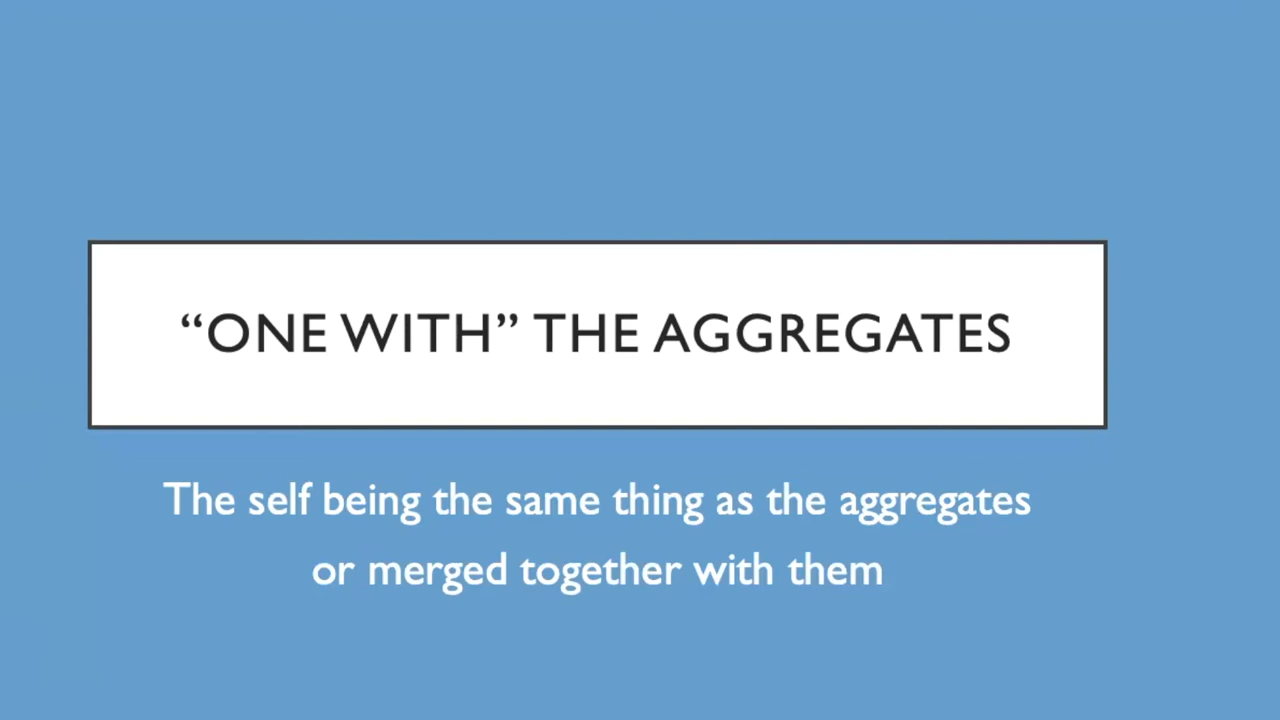 “ONE WITH” THE AGGREGATES
The self being the same thing as the aggregates
or merged together with them